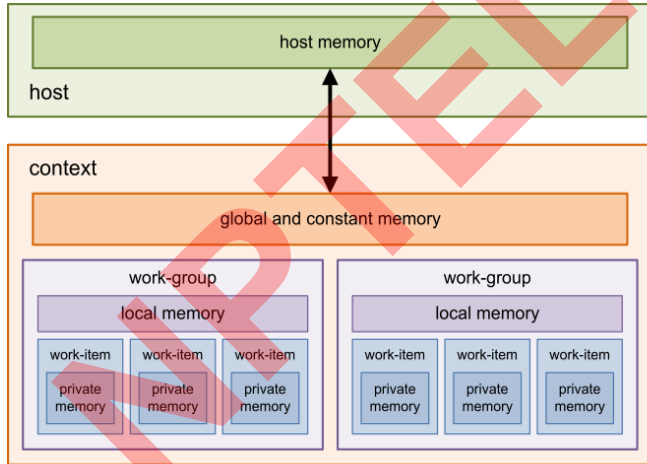 host memory
host
context
global and constant memory
work-group
local memory
work-item
private
memory
work-item
private
memory
work-item
private
memory
work-group
local memory
work-item
private
memory
work-item
private
memory
work-item
private
memory
NPTEL